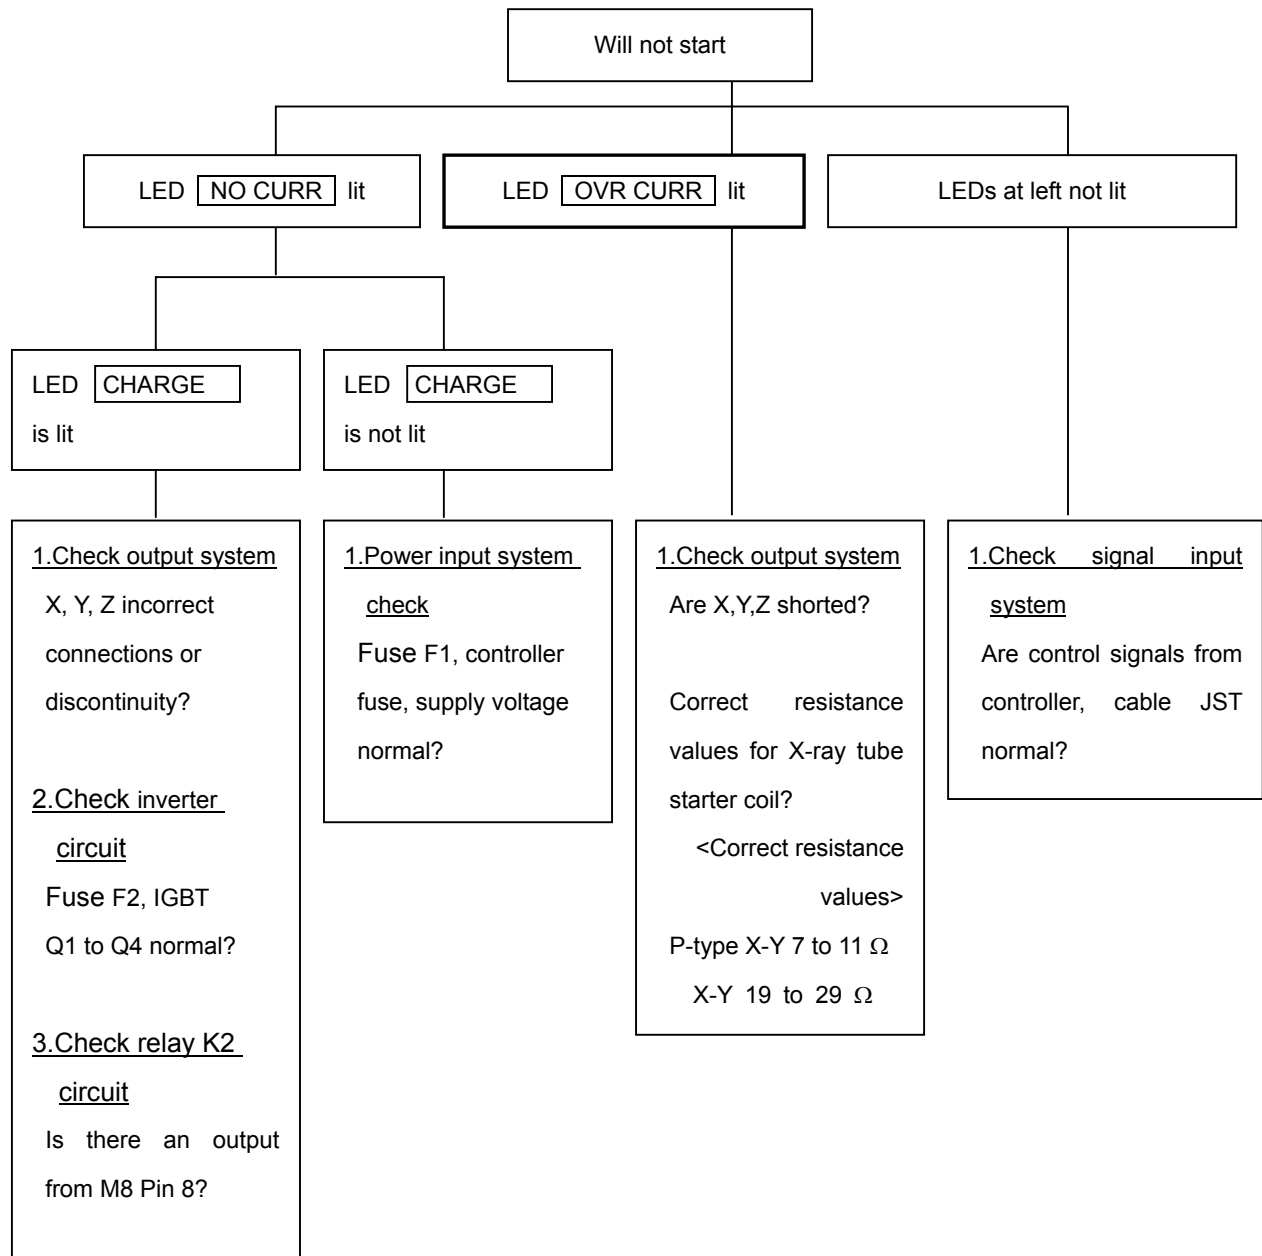 Will not start
LED NO CURR lit
LED OVR CURR lit
LEDs at left not lit
LED CHARGE
is lit
LED CHARGE
is not lit
1.Check output system
X, Y, Z incorrect
connections or
discontinuity?
2.Check inverter
circuit
Fuse F2, IGBT
Q1 to Q4 normal?
3.Check relay K2
circuit
Is there an output
from M8 Pin 8?
1.Power input system
check
Fuse F1, controller
fuse, supply voltage
normal?
1.Check output system
Are X,Y,Z shorted?
Correct resistance
values for X-ray tube
starter coil?
<Correct resistance
values>
P-type X-Y 7 to 11 Ω
X-Y 19 to 29 Ω
1.Check signal input
system
Are control signals from
controller, cable JST
normal?